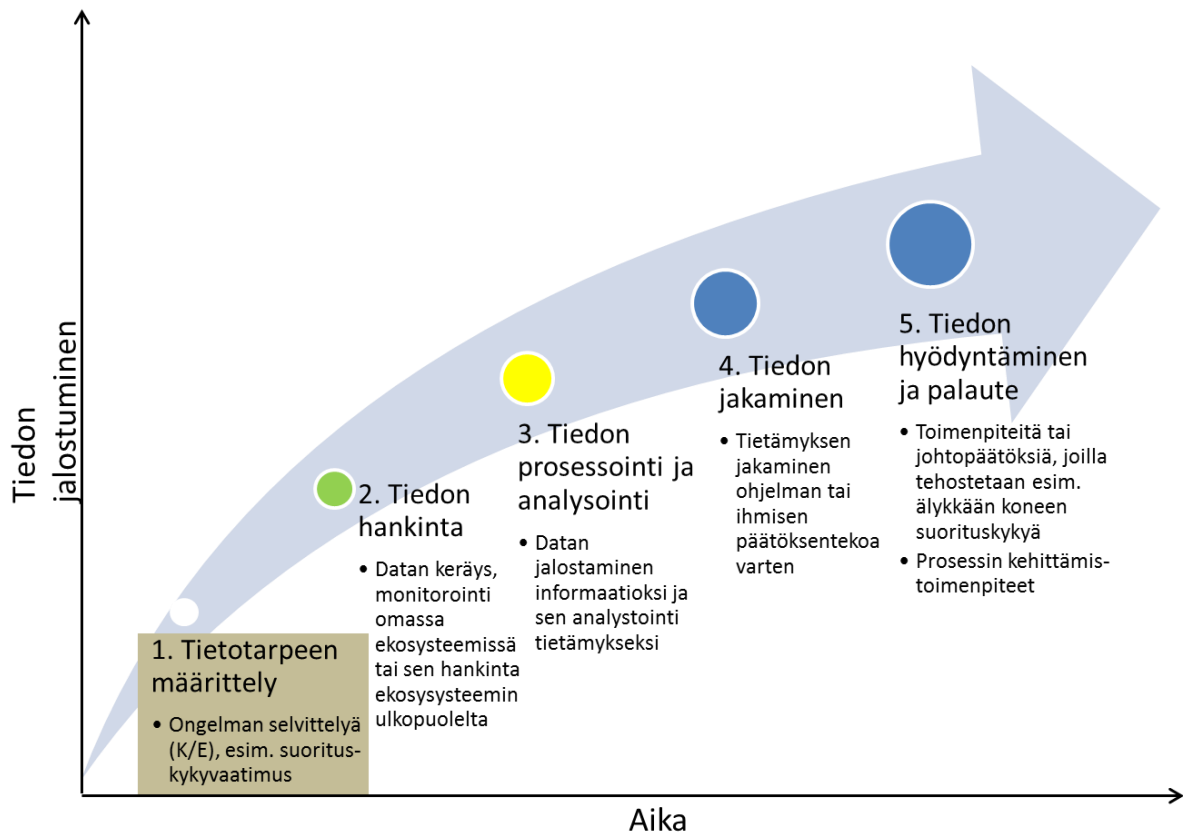 Tiedon
jalostuminen
1. Tietotarpeen
määrittely
• Ongelman selvittelyä
(K/E), esim. suoritus-
kykyvaatimus
2. Tiedon
hankinta
• Datan keräys,
monitorointi
omassa
ekosysteemissä
tai sen hankinta
ekosysysteemin
ulkopuolelta
3. Tiedon
prosessointi ja
analysointi
• Datan
jalostaminen
informaatioksi ja
sen analystointi
tietämykseksi
4. Tiedon
jakaminen
• Tietämyksen
jakaminen
ohjelman tai
ihmisen
päätöksentekoa
varten
5. Tiedon
hyödyntäminen
ja palaute
• Toimenpiteitä tai
johtopäätöksiä, joilla
tehostetaan esim.
älykkään koneen
suorituskykyä
• Prosessin kehittämis-
toimenpiteet
Aika